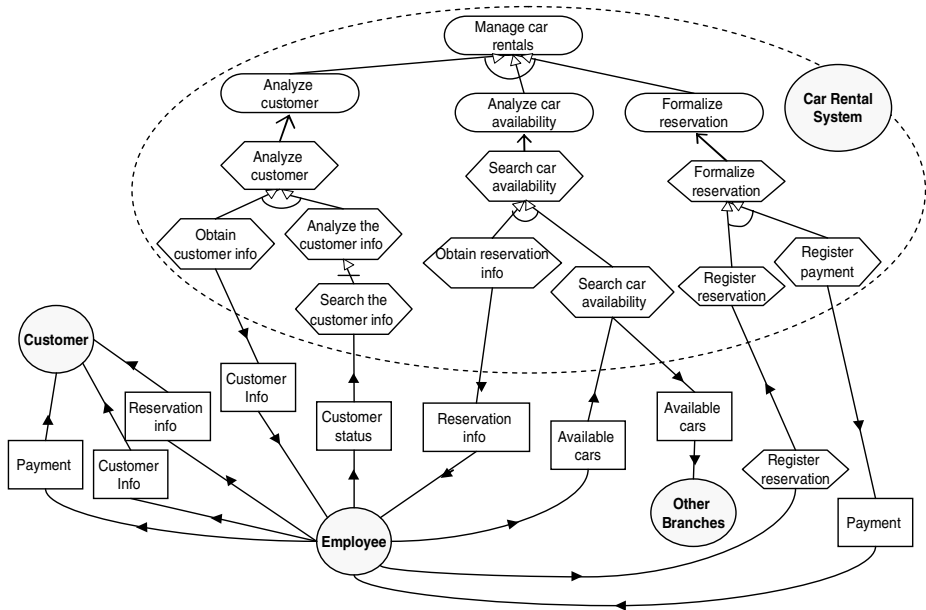 Manage car
rentals
Analyze
customer
Analyze car
availability
Formalize
reservation
Car Rental
System
Analyze
customer
Search car
availability
Formalize
reservation
Obtain
customer info
Analyze the
customer info
Obtain reservation
info
Search car
availability
Register
reservation
Register
payment
Search the
customer info
Customer
Customer
Info
Reservation
info
Customer
status
Reservation
info
Available
cars
Available
cars
Payment
Customer
Info
Register
reservation
Other
Branches
Payment
Employee